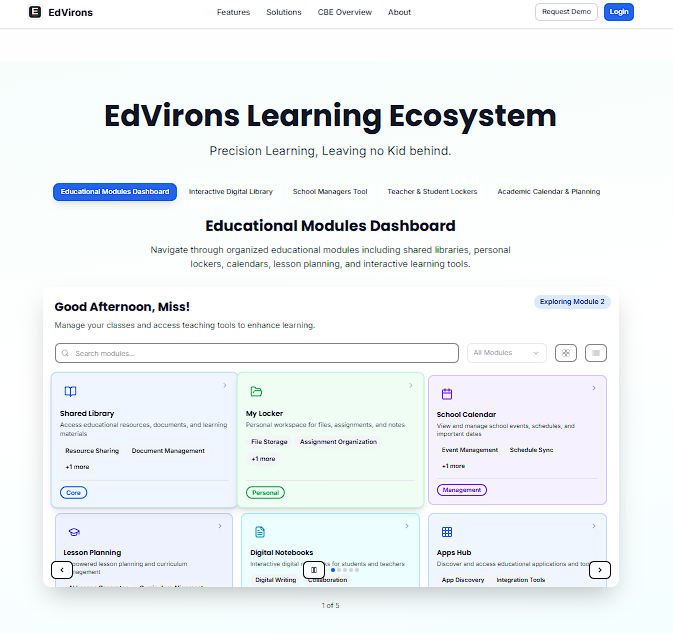 EdVirons
Features Solutions CBE Overview About
Request Demo Login
EdVirons Learning Ecosystem
Precision Learning, Leaving no Kid behind.
Educational Modules Dashboard Interactive Digital Library School Managers Tool Teacher & Student Lockers Academic Calendar & Planning
Educational Modules Dashboard
Navigate through organized educational modules including shared libraries, personal
lockers, calendars, lesson planning, and interactive learning tools.
Good Afternoon, Miss!
Exploring Module 2
Manage your classes and access teaching tools to enhance learning.
Search modules...
All Modules
Shared Library
Access educational resources, documents, and learning
materials
Resource Sharing Document Management
+1 more
Core
My Locker
Personal workspace for files, assignments, and notes
File Storage Assignment Organization
+1 more
Personal
School Calendar
View and manage school events, schedules, and
important dates
Event Management Schedule Sync
+1 more
Management
Lesson Planning
powered lesson planning and curriculum
Digital Notebooks
Interactive digital for students and teachers
Digital Writing Collaboration
Apps Hub
Discover and access educational applications and
App Discovery Integration Tools
1 of 5